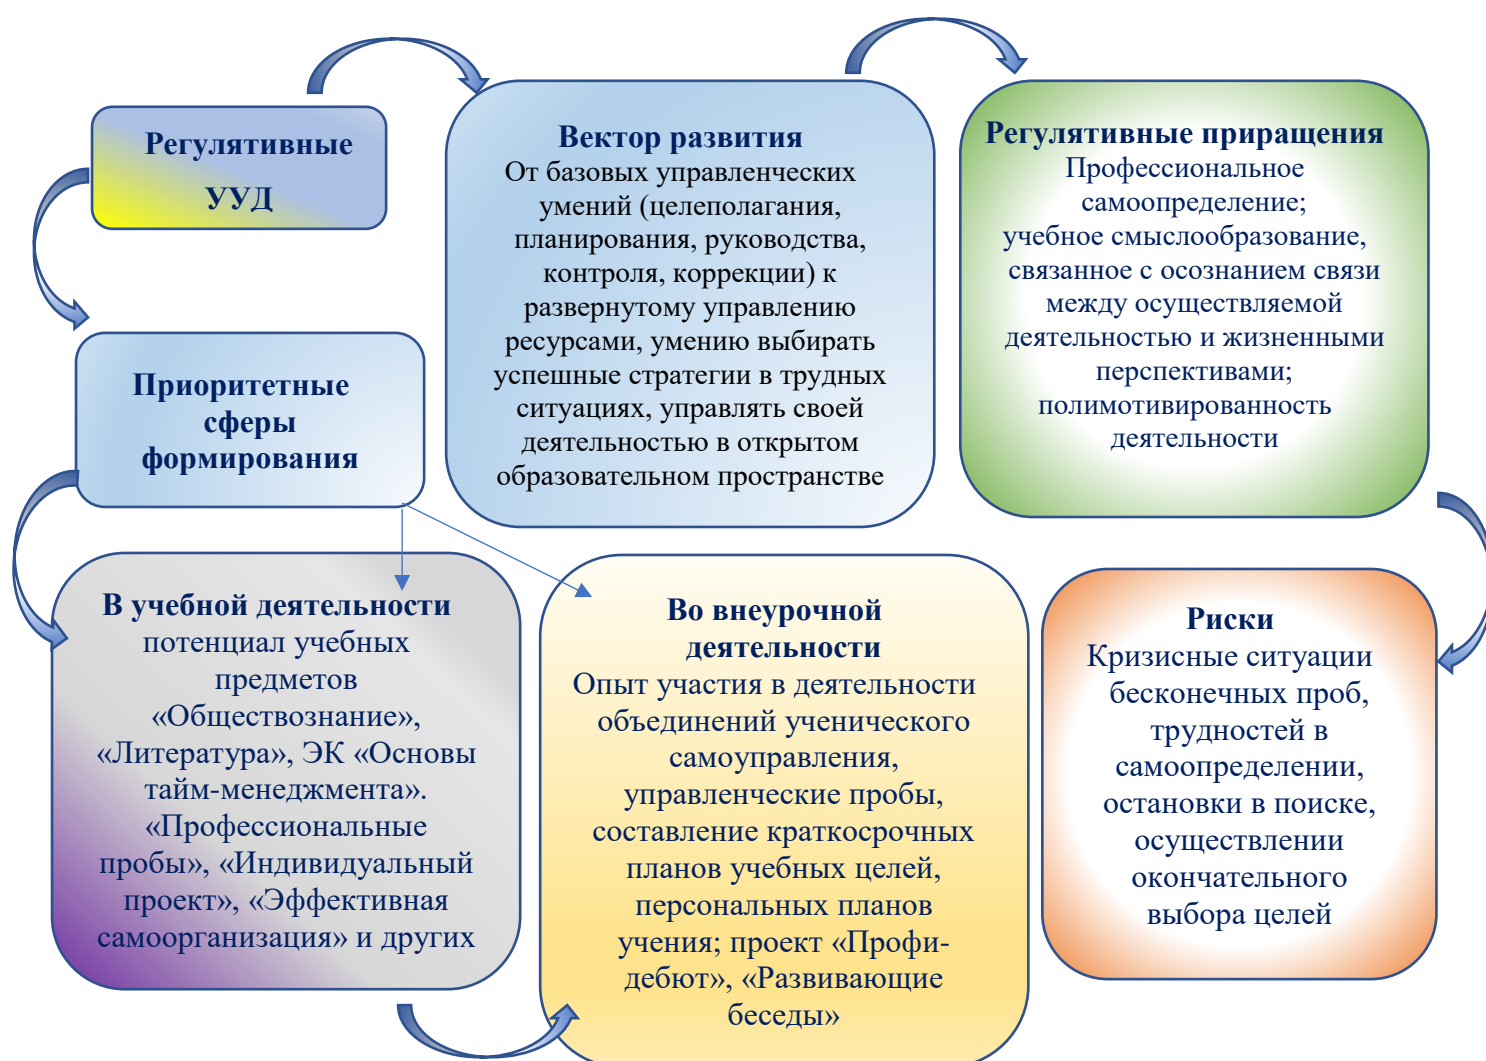 Регулятивные
УУД
Вектор развития
От базовых управленческих
умений (целеполагания,
планирования, руководства,
контроля, коррекции) к
развернутому управлению
ресурсами, умению выбирать
успешные стратегии в трудных
ситуациях, управлять своей
деятельностью в открытом
образовательном пространстве
Регулятивные приращения
Профессиональное
самоопределение;
учебное смыслообразование,
связанное с осознанием связи
между осуществляемой
деятельностью и жизненными
перспективами;
полимотивированность
деятельности
Приоритетные
сферы
формирования
В учебной деятельности
потенциал учебных
предметов
«Обществознание»,
«Литература», ЭК «Основы
тайм-менеджмента».
«Профессиональные
пробы», «Индивидуальный
проект», «Эффективная
самоорганизация» и других
Во внеурочной
деятельности
Опыт участия в деятельности
объединений ученического
самоуправления,
управленческие пробы,
составление краткосрочных
планов учебных целей,
персональных планов
учения; проект «Профи-
дебют», «Развивающие
беседы»
Риски
Кризисные ситуации
бесконечных проб,
трудностей в
самоопределении,
остановки в поиске,
осуществлении
окончательного
выбора целей